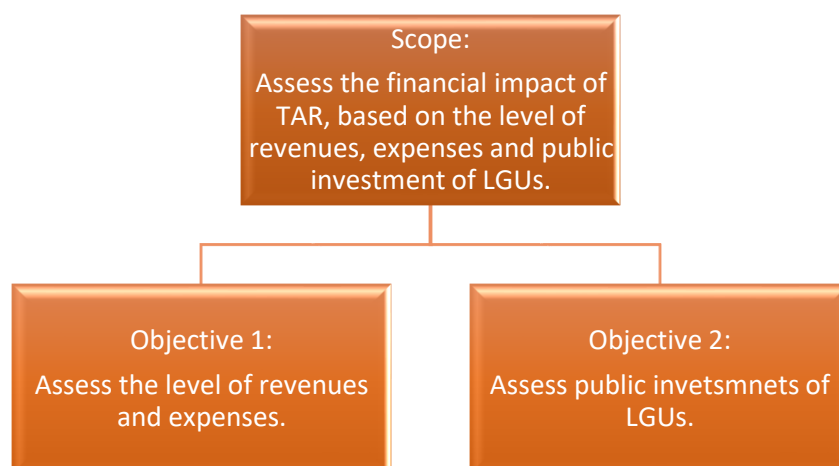 Scope:
Assess the financial impact of
TAR, based on the level of
revenues, expenses and public
investment of LGUs.
Objective 1:
Assess the level of revenues
and expenses.
Objective 2:
Assess public invetsmnets of
LGUs.